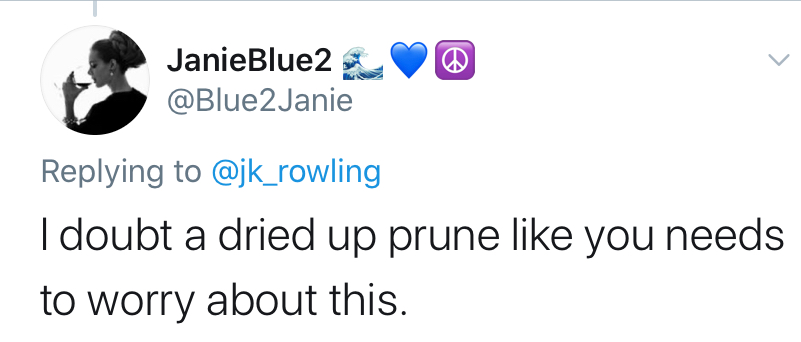 JanieBlue2 🌊💙☮️
@Blue2Janie
Replying to @jk_rowling
I doubt a dried up prune like you needs
to worry about this.